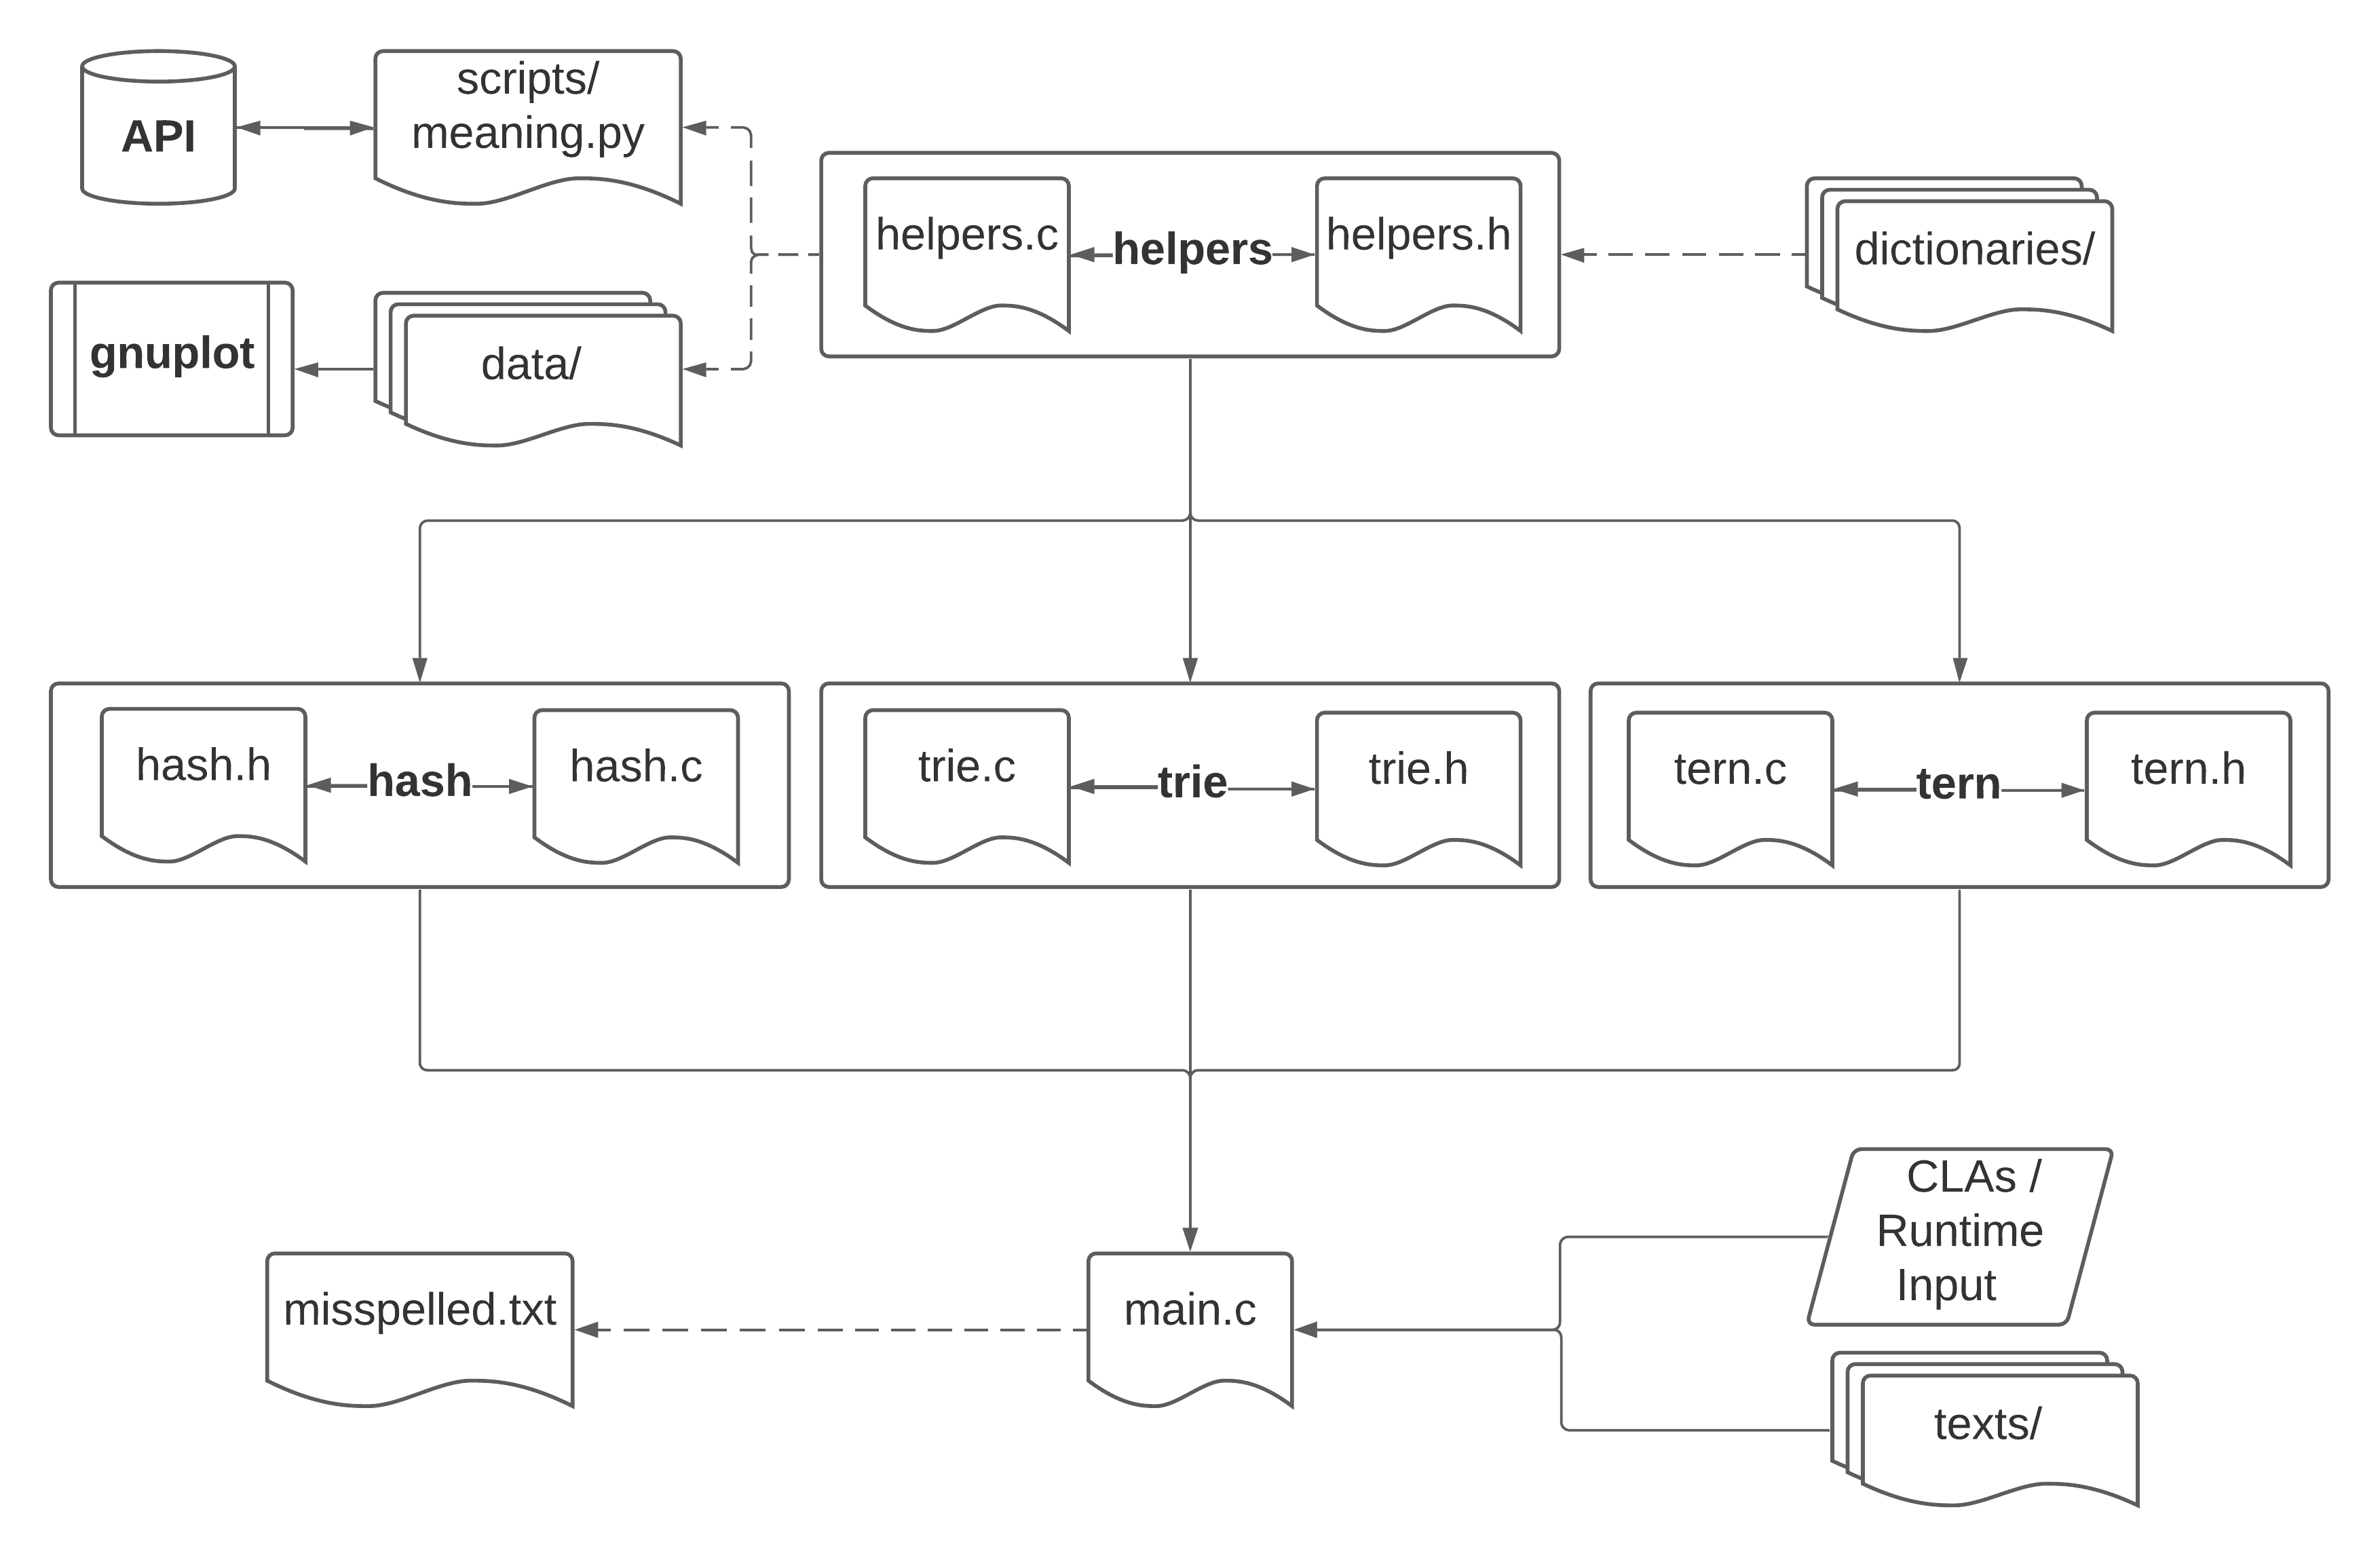 API
scripts/
meaning.py
helpers.c
helpers
helpers.h
dictionaries/
gnuplot
data/
hash.h
hash
hash.c
trie.c
trie
trie.h
tern.c
tern
tern.h
misspelled.txt
main.c
CLAs /
Runtime
Input
texts/